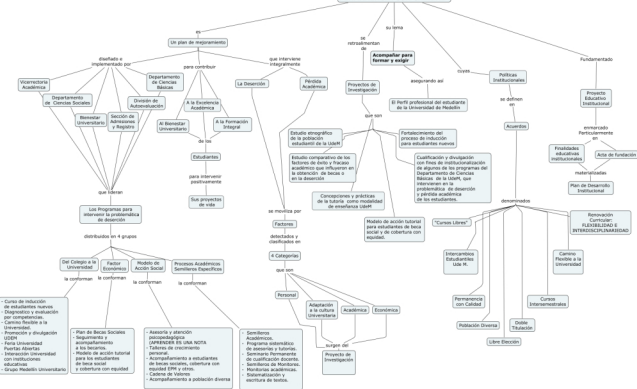 es
su lema
Un plan de mejoramiento
se
retroalimentan
de
Acompañar para
formar y exigir
diseñado e
implementado por
para contribuir
que interviene
integralmente
cuyas
Fundamentado
Vicerrectoría
Académica
Departamento
de Ciencias
Básicas
Departamento
de Ciencias Sociales
División de
Autoevaluación
Bienestar
Universitario
Sección de
Admisiones
y Registro
A la Excelencia
Académica
Al Bienestar
Universitario
A la Formación
Integral
La Deserción
Pérdida
Académica
Proyectos de
Investigación
asegurando así
El Perfil profesional del estudiante
de la Universidad de Medellín
Políticas
Institucionales
se definen
en
Acuerdos
Proyecto
Educativo
Institucional
enmarcado
Particularmente
en
Finalidades
educativas
institucionales
Acta de fundación
materializadas
Plan de Desarrollo
Institucional
de los
Estudiantes
para intervenir
positivamente
Sus proyectos
de vida
que son
Estudio etnográfico
de la población
estudiantil de la UdeM
Fortalecimiento del
proceso de inducción
para estudiantes nuevos
Estudio comparativo de los
factores de éxito y fracaso
académico que influyeron en
la obtención de becas o
en la deserción
Cualificación y divulgación
con fines de institucionalización
de algunos de los programas del
Departamento de Ciencias
Básicas de la UdeM, que
intervienen en la
problemática de deserción
y pérdida académica
de los estudiantes.
Concepciones y prácticas
de la tutoría como modalidad
de enseñanza UdeM
Modelo de acción tutorial
para estudiantes de beca
social y de cobertura con
equidad.
que lideran
Los Programas para
intervenir la problemática
de deserción
distribuidos en 4 grupos
se moviliza por
Factores
detectados y
clasificados en
4 Categorías
que son
Personal
Adaptación
a la cultura
Universitaria
Académica
Económica
surgen del
Proyecto de
Investigación
denominados
"Cursos Libres"
Renovación
Curricular:
FLEXIBILIDAD E
INTERDISCIPLINARIEDAD
Intercambios
Estudiantiles
Ude M.
Camino
Flexible a la
Universidad
Permanencia
con Calidad
Cursos
Intersemestrales
Población Diversa
Doble
Titulación
Libre Elección
Del Colegio a la
Universidad
Factor
Económico
Modelo de
Acción Social
Procesos Académicos
Semilleros Específicos
la conforman
la conforman
la conforman
la conforman
- Curso de inducción
estudiantes nuevos
- Diagnostico y evaluación
por competencias.
- Camino flexible a la
Universidad.
- Promoción y divulgación
UDEM
- Feria Universidad
Puertas Abiertas
- Interacción Universidad
con instituciones
educativas
- Grupo Medellín Universitario
- Plan de Becas Sociales
- Seguimiento y
acompañamiento
a los becarios.
- Modelo de acción tutorial
para los estudiantes
de beca social
y cobertura con equidad
- Asesoría y atención
psicopedagógica
/APRENDER ES UNA NOTA
- Talleres de crecimiento
personal.
- Acompañamiento a estudiantes
de becas sociales, cobertura con
equidad EPM y otros.
- Cadena de Valores
- Acompañamiento a población diversa
- Semilleros
Académicos.
- Programa sistemático
de asesorías y tutorías.
- Seminario Permanente
de cualificación docente.
- Semilleros de Monitores.
- Monitorias académicas.
- Sistematización y
escritura de textos.